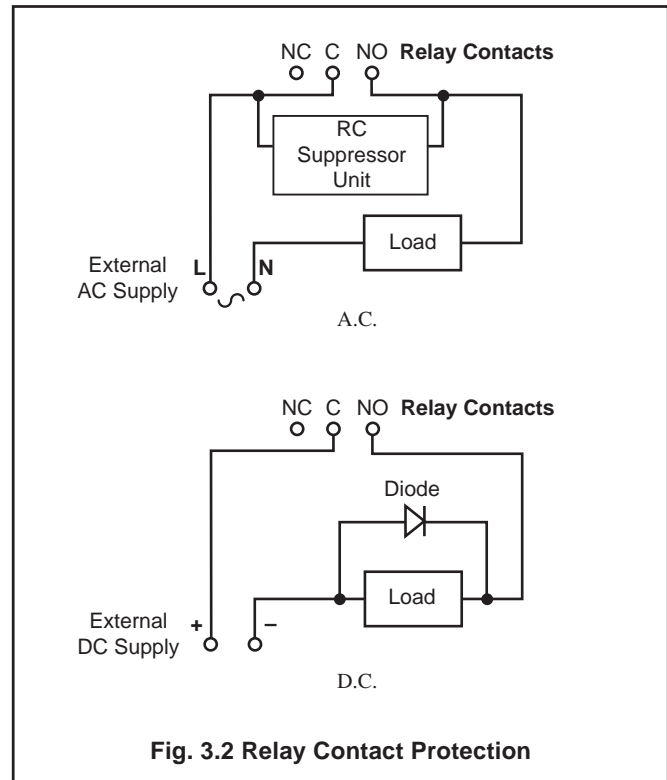 NC C NO Relay Contacts
RC
Suppressor
Unit
Load
External
AC Supply
L N
A.C.
NC C NO Relay Contacts
Diode
Load
External
DC Supply
+ –
D.C.
Fig. 3.2 Relay Contact Protection